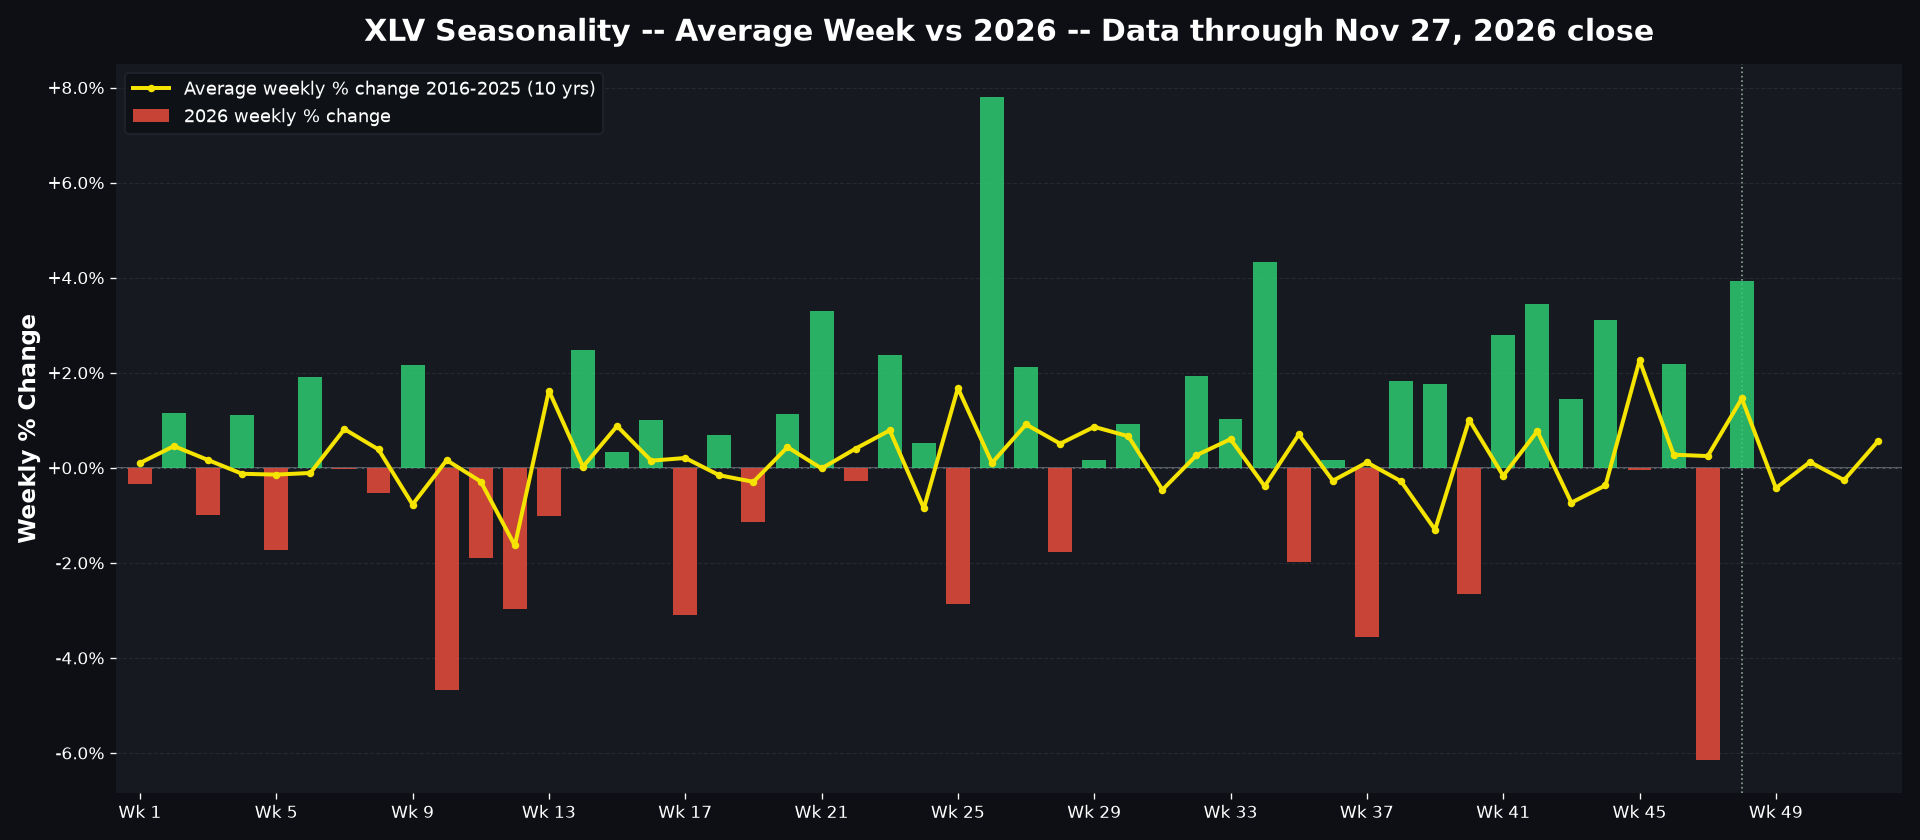 XLV Seasonality -- Average Week vs 2026 -- Data through Nov 27, 2026 close
Average weekly % change 2016-2025 (10 yrs)
2026 weekly % change
Weekly % Change
+8.0%
+6.0%
+4.0%
+2.0%
+0.0%
-2.0%
-4.0%
-6.0%
Wk 1
Wk 5
Wk 9
Wk 13
Wk 17
Wk 21
Wk 25
Wk 29
Wk 33
Wk 37
Wk 41
Wk 45
Wk 49